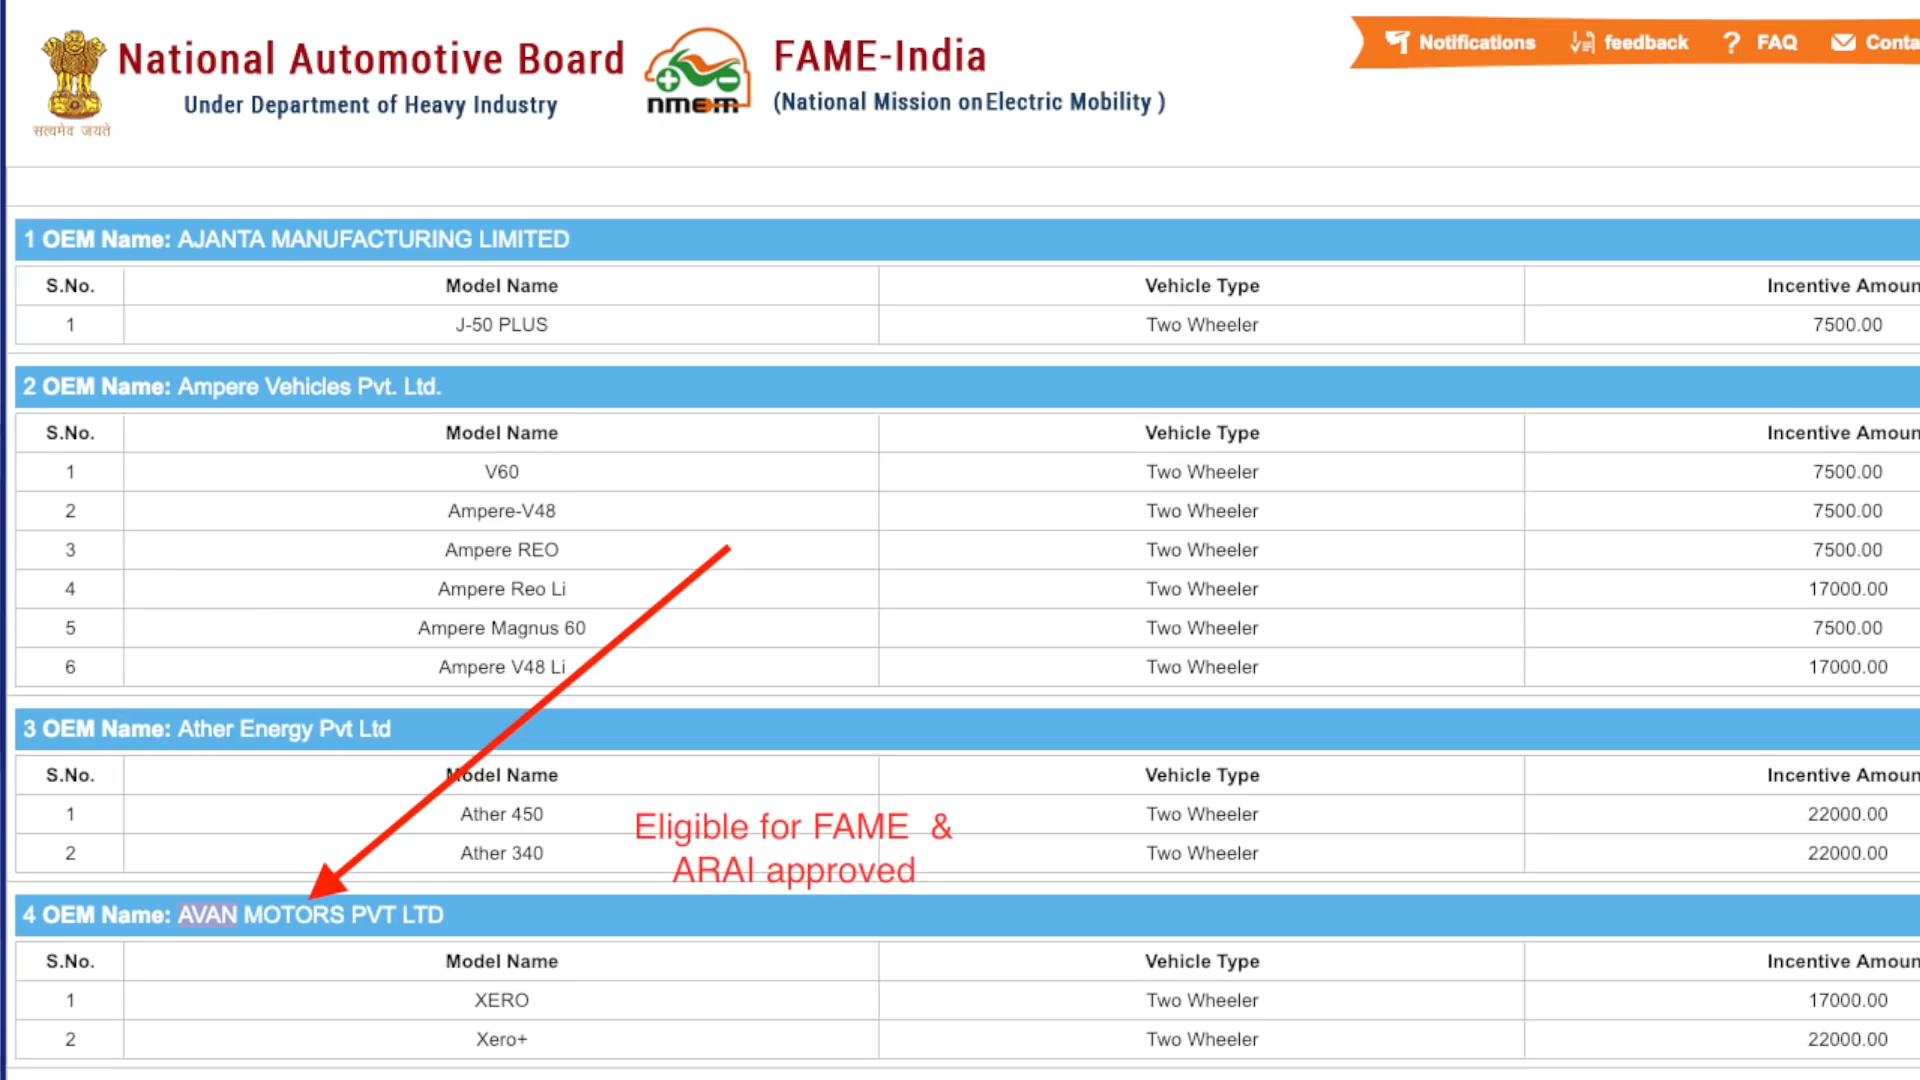 National Automotive Board
Under Department of Heavy Industry
सत्यमेव जयते
nmem
FAME-India
(National Mission on Electric Mobility )
Notifications feedback ? FAQ Conta
1 OEM Name: AJANTA MANUFACTURING LIMITED
S.No. Model Name Vehicle Type Incentive Amoun
1 J-50 PLUS Two Wheeler 7500.00
2 OEM Name: Ampere Vehicles Pvt. Ltd.
S.No. Model Name Vehicle Type Incentive Amoun
1 V60 Two Wheeler 7500.00
2 Ampere-V48 Two Wheeler 7500.00
3 Ampere REO Two Wheeler 7500.00
4 Ampere Reo Li Two Wheeler 17000.00
5 Ampere Magnus 60 Two Wheeler 7500.00
6 Ampere V48 Li Two Wheeler 17000.00
3 OEM Name: Ather Energy Pvt Ltd
S.No. Model Name Vehicle Type Incentive Amoun
1 Ather 450 Two Wheeler 22000.00
2 Ather 340 Two Wheeler 22000.00
Eligible for FAME &
ARAI approved
4 OEM Name: AVAN MOTORS PVT LTD
S.No. Model Name Vehicle Type Incentive Amoun
1 XERO Two Wheeler 17000.00
2 Xero+ Two Wheeler 22000.00